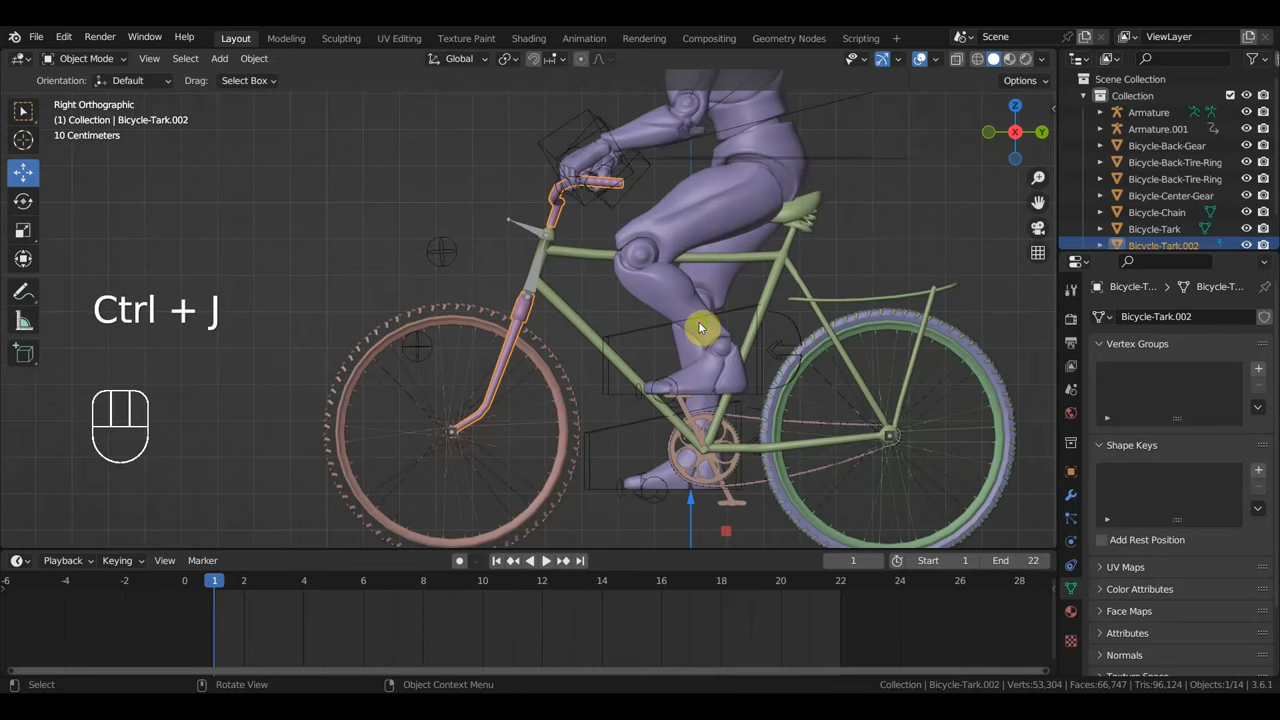 File Edit Render Window Help Layout Modeling Sculpting UV Editing Texture Paint Shading Animation Rendering Compositing Geometry Nodes Scripting + Scene ViewLayer
Object Mode View Select Add Object Global
Orientation: Default Drag: Select Box Options
Right Orthographic
(1) Collection | Bicycle-Tark.002
10 Centimeters
Z
Y
X
Scene Collection
Collection
Armature
Armature.001
Bicycle-Back-Gear
Bicycle-Back-Tire-Ring
Bicycle-Back-Tire-Ring
Bicycle-Center-Gear
Bicycle-Chain
Bicycle-Tark
Bicycle-Tark.002
Bicycle-T... Bicycle-T...
Bicycle-Tark.002
Vertex Groups
Shape Keys
Add Rest Position
UV Maps
Color Attributes
Face Maps
Attributes
Normals
Texture Space
Ctrl + J
Playback Keying View Marker 1 Start 1 End 22
-6 -4 -2 0 1 2 4 6 8 10 12 14 16 18 20 22 24 26 28
Select Rotate View Object Context Menu Collection | Bicycle-Tark.002 | Verts:53,304 | Faces:66,747 | Tris:96,124 | Objects:1/14 | 3.6.1